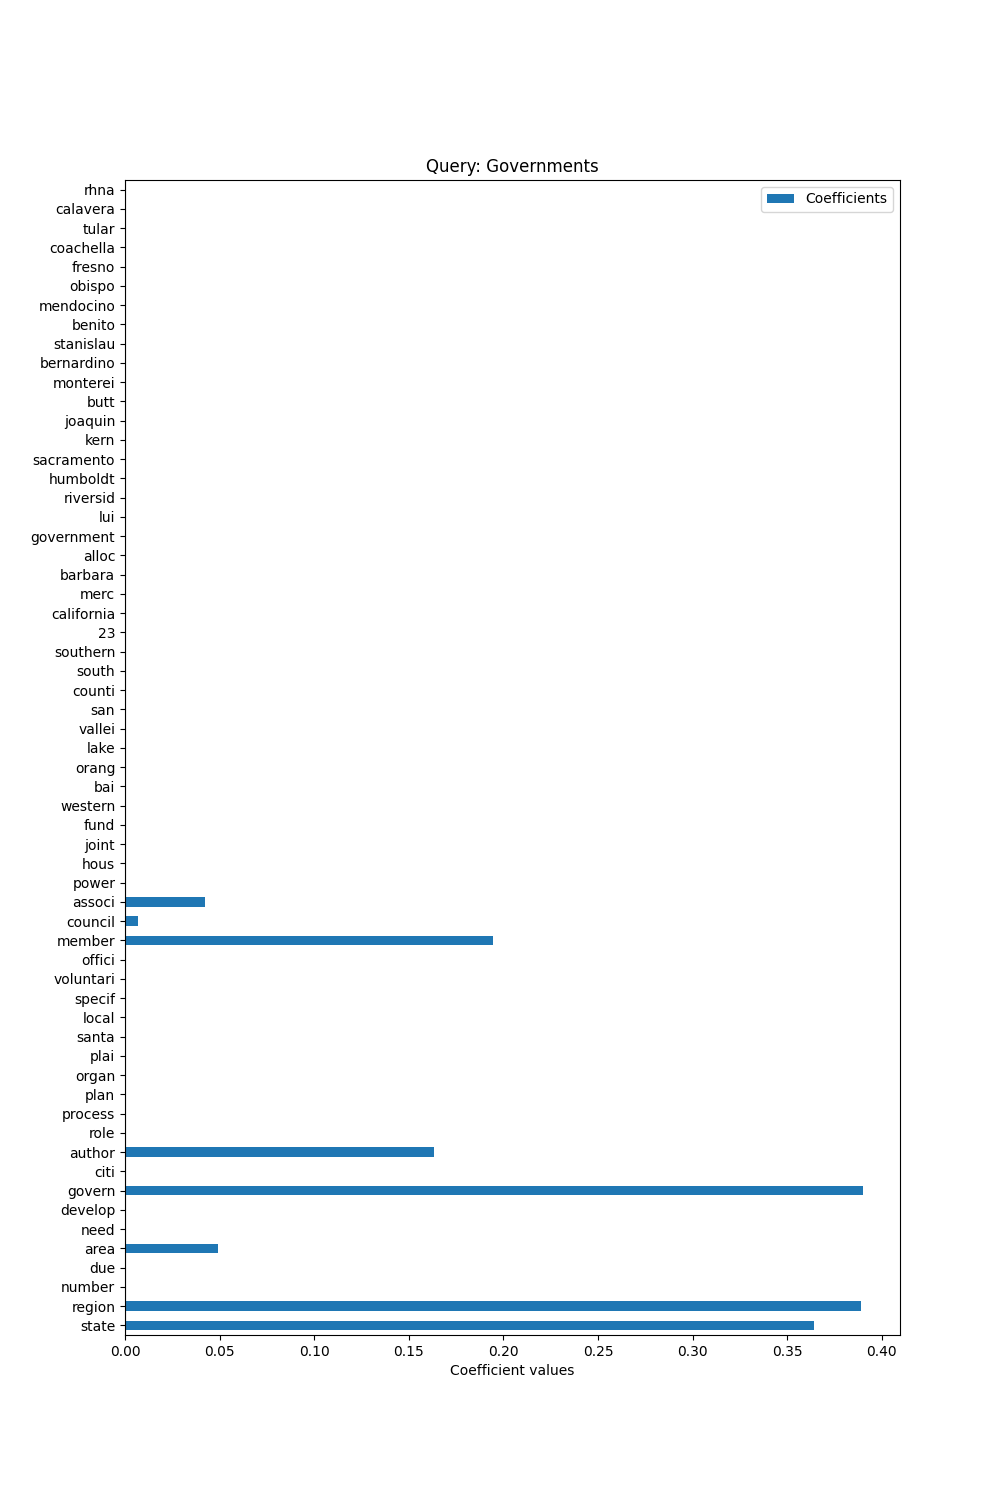 Query: Governments
Coefficients
rhna
calavera
tular
coachella
fresno
obispo
mendocino
benito
stanislau
bernardino
monterei
butt
joaquin
kern
sacramento
humboldt
riversid
lui
government
alloc
barbara
merc
california
23
southern
south
counti
san
vallei
lake
orang
bai
western
fund
joint
hous
power
associ
council
member
offici
voluntari
specif
local
santa
plai
organ
plan
process
role
author
citi
govern
develop
need
area
due
number
region
state
0.00 0.05 0.10 0.15 0.20 0.25 0.30 0.35 0.40
Coefficient values